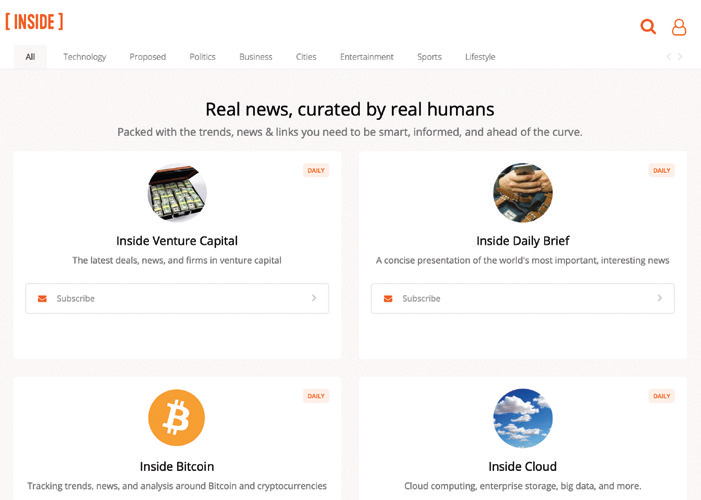 [ INSIDE ]
All Technology Proposed Politics Business Cities Entertainment Sports Lifestyle
Real news, curated by real humans
Packed with the trends, news & links you need to be smart, informed, and ahead of the curve.
DAILY
Inside Venture Capital
The latest deals, news, and firms in venture capital
Subscribe
DAILY
Inside Daily Brief
A concise presentation of the world's most important, interesting news
Subscribe
DAILY
Inside Bitcoin
Tracking trends, news, and analysis around Bitcoin and cryptocurrencies
DAILY
Inside Cloud
Cloud computing, enterprise storage, big data, and more.